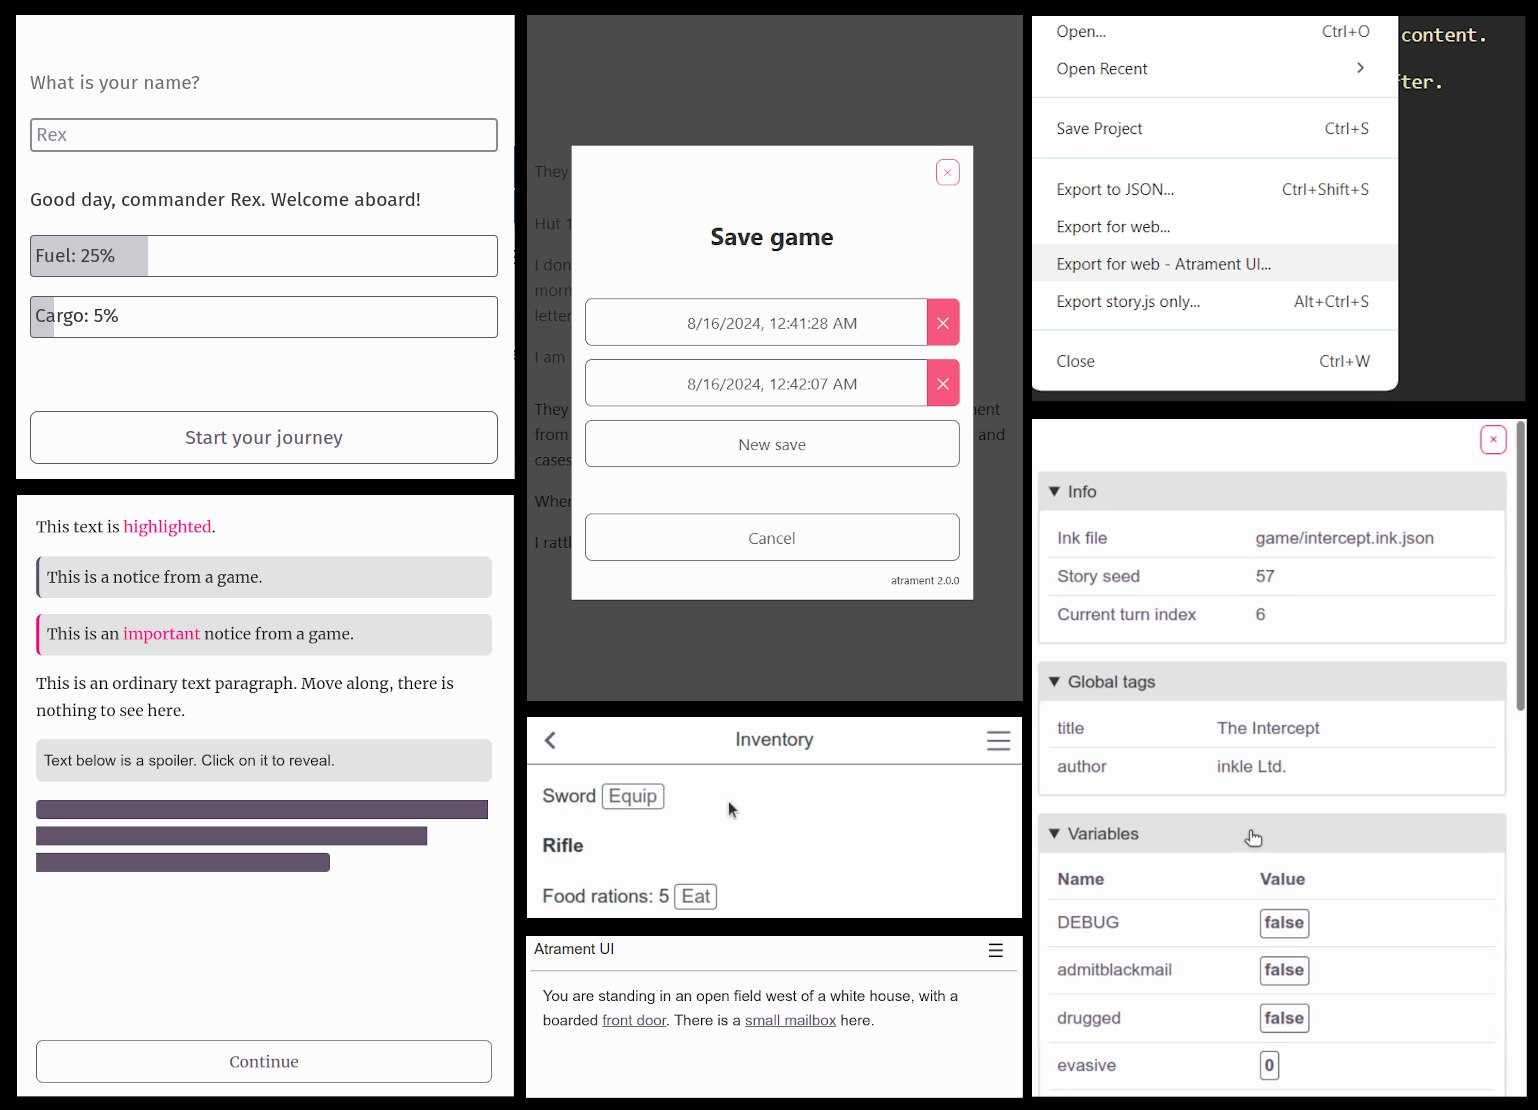 What is your name?
Rex
Good day, commander Rex. Welcome aboard!
Fuel: 25%
Cargo: 5%
Start your journey
This text is highlighted.
This is a notice from a game.
This is an important notice from a game.
This is an ordinary text paragraph. Move along, there is
nothing to see here.
Text below is a spoiler. Click on it to reveal.
Continue
They
Hut 1
I don
morn
letter
I am
They
from and
cases
When
I rattl
Save game
8/16/2024, 12:41:28 AM
8/16/2024, 12:42:07 AM
New save
Cancel
atrament 2.0.0
Inventory
Sword Equip
Rifle
Food rations: 5 Eat
Atrament UI
You are standing in an open field west of a white house, with a
boarded front door. There is a small mailbox here.
Open... Ctrl+O
Open Recent
Save Project Ctrl+S
Export to JSON... Ctrl+Shift+S
Export for web...
Export for web - Atrament UI...
Export story.js only... Alt+Ctrl+S
Close Ctrl+W
content.
ter.
Info
Ink file game/intercept.ink.json
Story seed 57
Current turn index 6
Global tags
title The Intercept
author inkle Ltd.
Variables
Name Value
DEBUG false
admitblackmail false
drugged false
evasive 0